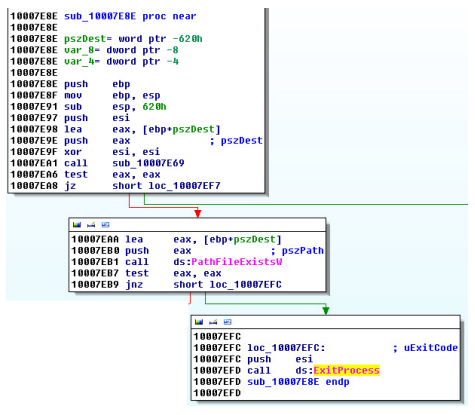 10007E8E sub_10007E8E proc near
10007E8E
10007E8E pszDest= word ptr -620h
10007E8E var_8= dword ptr -8
10007E8E var_4= dword ptr -4
10007E8E
10007E8E push ebp
10007E8F mov ebp, esp
10007E91 sub esp, 620h
10007E97 push esi
10007E98 lea eax, [ebp+pszDest]
10007E9E push eax ; pszDest
10007E9F xor esi, esi
10007EA1 call sub_10007E69
10007EA6 test eax, eax
10007EA8 jz short loc_10007EF7
10007EAA lea eax, [ebp+pszDest]
10007EB0 push eax ; pszPath
10007EB1 call ds:PathFileExistsW
10007EB7 test eax, eax
10007EB9 jnz short loc_10007EFC
10007EFC
10007EFC loc_10007EFC: ; uExitCode
10007EFC push esi
10007EFD call ds:ExitProcess
10007EFD sub_10007E8E endp
10007EFD